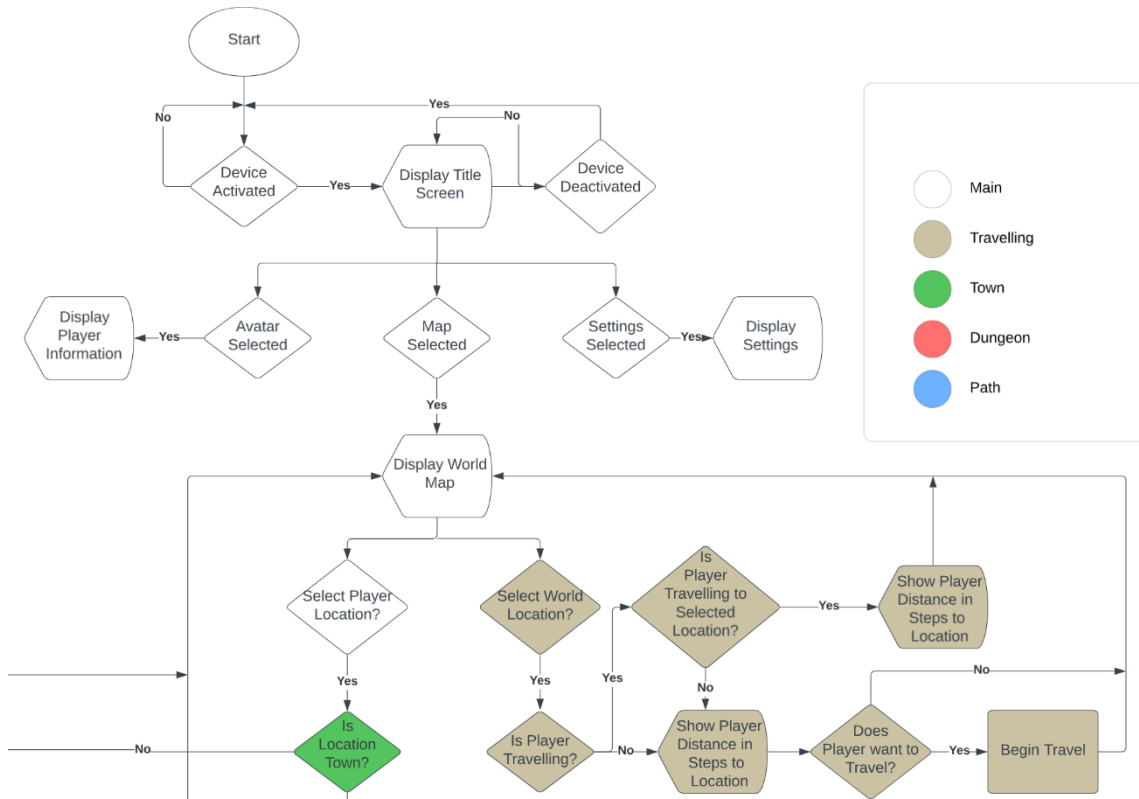 Start
Yes
No
Device
Activated
Yes
Display Title
Screen
No
Device
Deactivated
Main
Travelling
Town
Dungeon
Path
Display
Player
Information
Yes
Avatar
Selected
Map
Selected
Settings
Selected
Yes
Display
Settings
Yes
Display World
Map
Select Player
Location?
Select World
Location?
Is
Player
Travelling to
Selected
Location?
Yes
Show Player
Distance in
Steps to
Location
Yes
Yes
Yes
No
No
No
Is
Location
Town?
Is Player
Travelling?
No
Show Player
Distance in
Steps to
Location
Does
Player want to
Travel?
Yes
Begin Travel